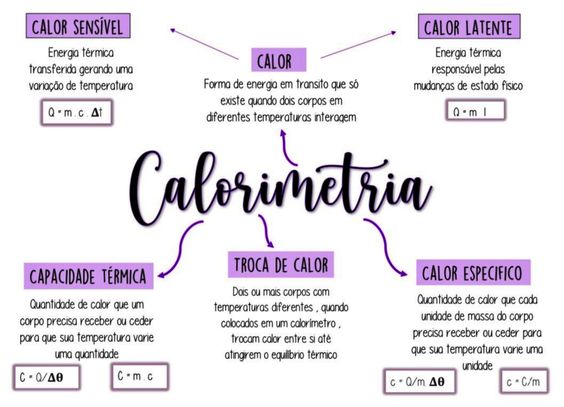 CALOR SENSÍVEL
Energia térmica
transferida gerando uma
variação de temperatura
Q = m . c . Δt
CALOR
Forma de energia em transito que só
existe quando dois corpos em
diferentes temperaturas interagem
CALOR LATENTE
Energia térmica
responsável pelas
mudanças de estado físico
Q = m l
Calorimetria
CAPACIDADE TÉRMICA
Quantidade de calor que um
corpo precisa receber ou ceder
para que sua temperatura varie
uma quantidade
C = Q/Δθ
C = m . c
TROCA DE CALOR
Dois ou mais corpos com
temperaturas diferentes , quando
colocados em um calorímetro ,
trocam calor entre si até
atingirem o equilíbrio térmico
CALOR ESPECIFICO
Quantidade de calor que cada
unidade de massa do corpo
precisa receber ou ceder para
que sua temperatura varie uma
unidade
c = Q/m. Δθ
c = C/m